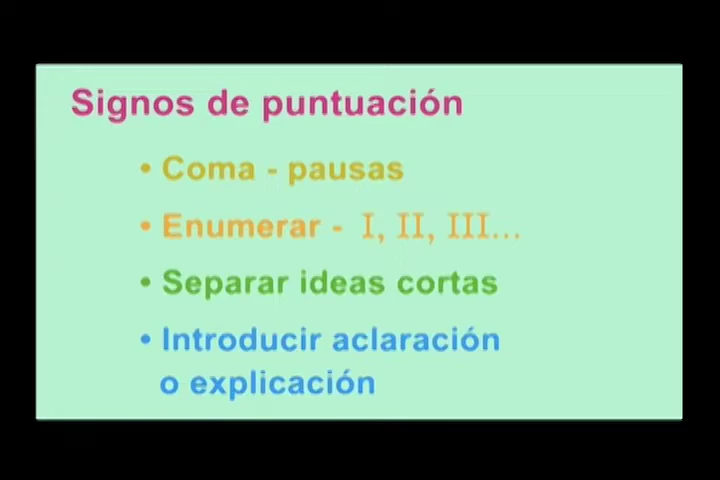 Signos de puntuación
• Coma - pausas
• Enumerar - I, II, III...
• Separar ideas cortas
• Introducir aclaración
o explicación